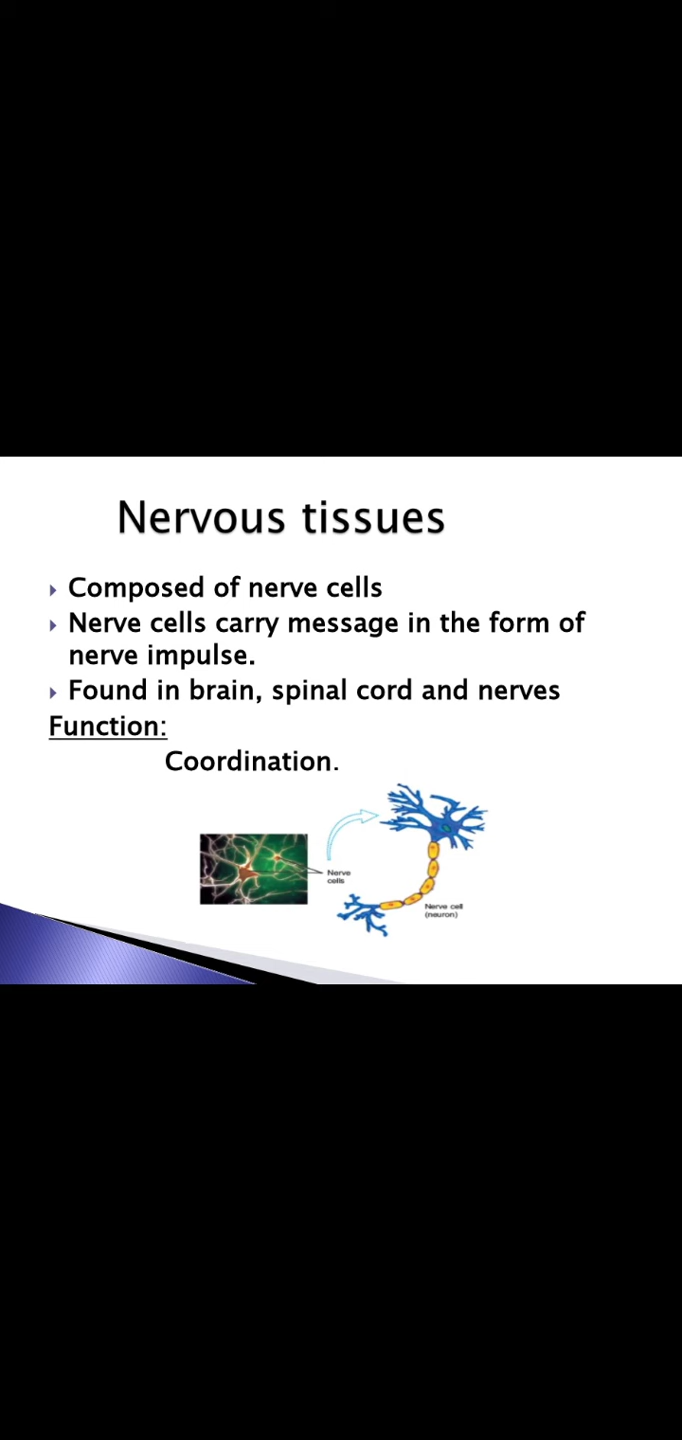 Nervous tissues
Composed of nerve cells
Nerve cells carry message in the form of
nerve impulse.
Found in brain, spinal cord and nerves
Function:
Coordination.
Nerve
cells
Nerve cell
(neuron)